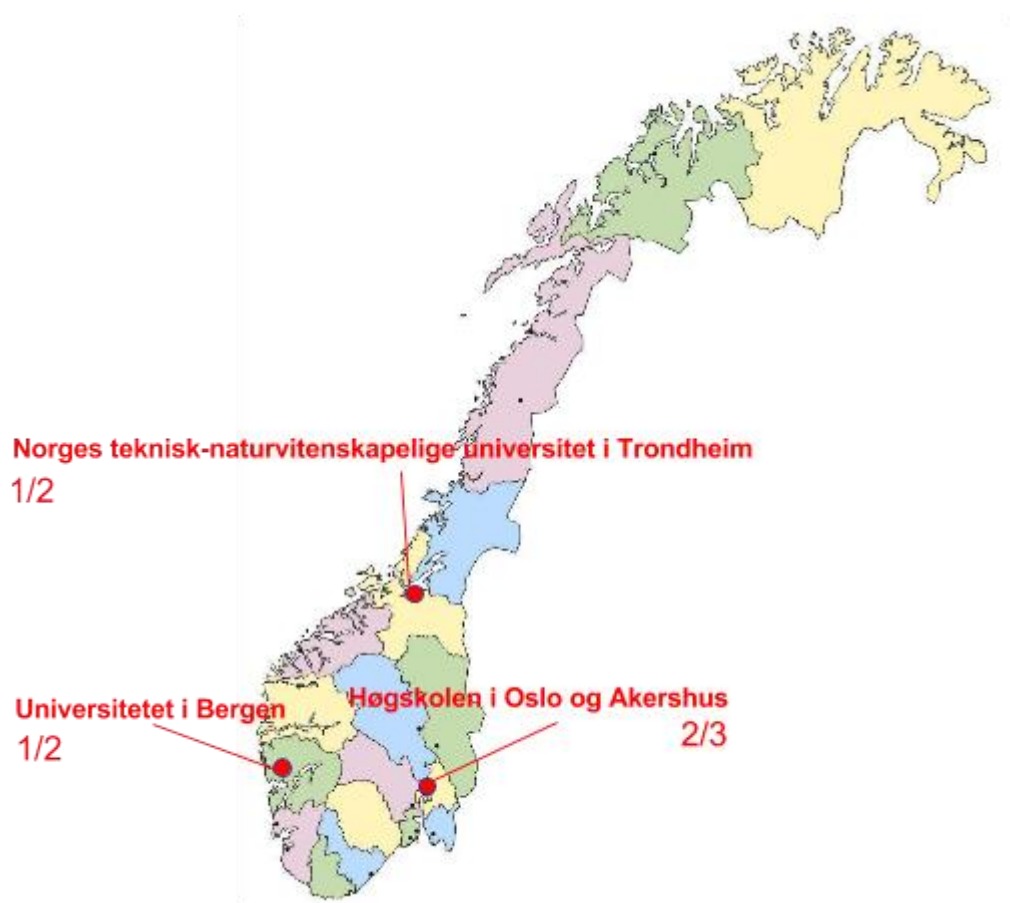 Norges teknisk-naturvitenskapelige universitet i Trondheim
1/2
Høgskolen i Oslo og Akershus
2/3
Universitetet i Bergen
1/2